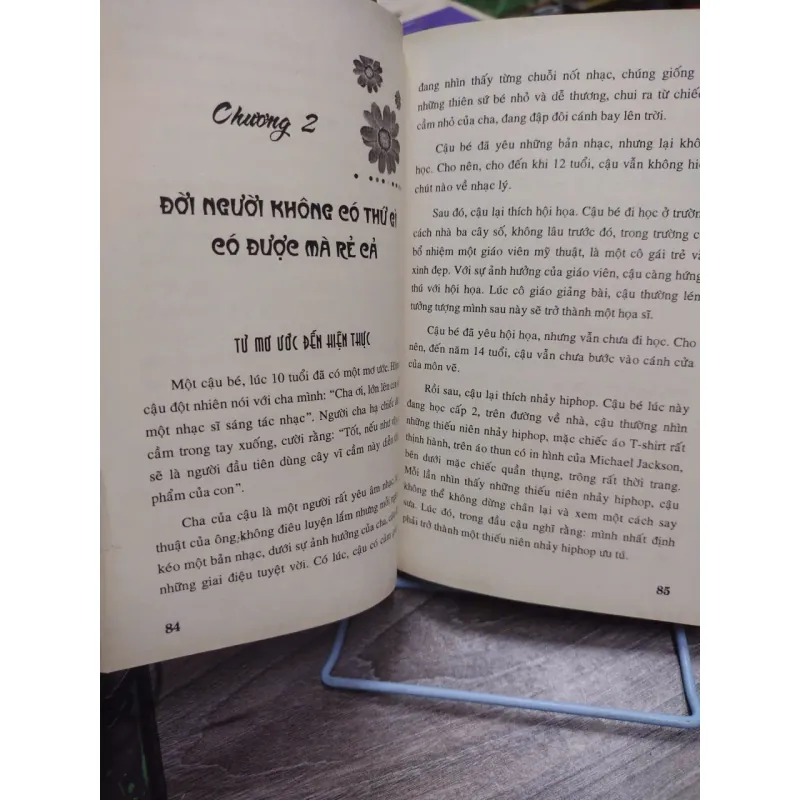 Chương 2
ĐỜI NGƯỜI KHÔNG CÓ THỨ GÌ
CÓ ĐƯỢC MÀ RẺ CẢ
TỪ MƠ ƯỚC ĐẾN HIỆN THỰC
Một cậu bé, lúc 10 tuổi đã có một mơ ước.
cậu đột nhiên nói với cha mình: “Cha ơi, lớn lên con
một nhạc sĩ sáng tác nhạc”. Người cha hạ chiếc
cầm trong tay xuống, cười rằng: “Tốt, nếu như
sẽ là người đầu tiên dùng cây vĩ cầm này
phẩm của con”.
Cha của cậu là một người rất yêu âm nhạc.
thuật của ông,không điêu luyện lắm nhưng mỗi
kéo một bản nhạc, dưới sự ảnh hưởng của cha,
những giai điệu tuyệt vời. Có lúc, cậu có cảm
84
đang nhìn thấy từng chuỗi nốt nhạc, chúng giống
những thiên sứ bé nhỏ và dễ thương, chui ra từ chiếc
cầm nhỏ của cha, đang đập đôi cánh bay lên trời.
Cậu bé đã yêu những bản nhạc, nhưng lại
học. Cho nên, cho đến khi 12 tuổi, cậu vẫn không
chút nào về nhạc lý.
Sau đó, cậu lại thích hội họa. Cậu bé đi học ở trường
cách nhà ba cây số, không lâu trước đó, trong trường
bổ nhiệm một giáo viên mỹ thuật, là một cô gái trẻ
xinh đẹp. Với sự ảnh hưởng của giáo viên, cậu càng hứng
thú với hội họa. Lúc cô giáo giảng bài, cậu thường lén
tưởng tượng mình sau này sẽ trở thành một họa sĩ.
Cậu bé đã yêu hội họa, nhưng vẫn chưa đi học. Cho
nên, đến năm 14 tuổi, cậu vẫn chưa bước vào cánh cửa
của môn vẽ.
Rồi sau, cậu lại thích nhảy hiphop. Cậu bé lúc này
đang học cấp 2, trên đường về nhà, cậu thường nhìn
những thiếu niên nhảy hiphop, mặc chiếc áo T-shirt rất
thịnh hành, trên áo thun có in hình của Michael Jackson,
bên dưới mặc chiếc quần thụng, trông rất thời trang.
Mỗi lần nhìn thấy những thiếu niên nhảy hiphop, cậu
không thể không dừng chân lại và xem một cách say
sưa. Lúc đó, trong đầu cậu nghĩ rằng: mình nhất định
phải trở thành một thiếu niên nhảy hiphop ưu tú.
85